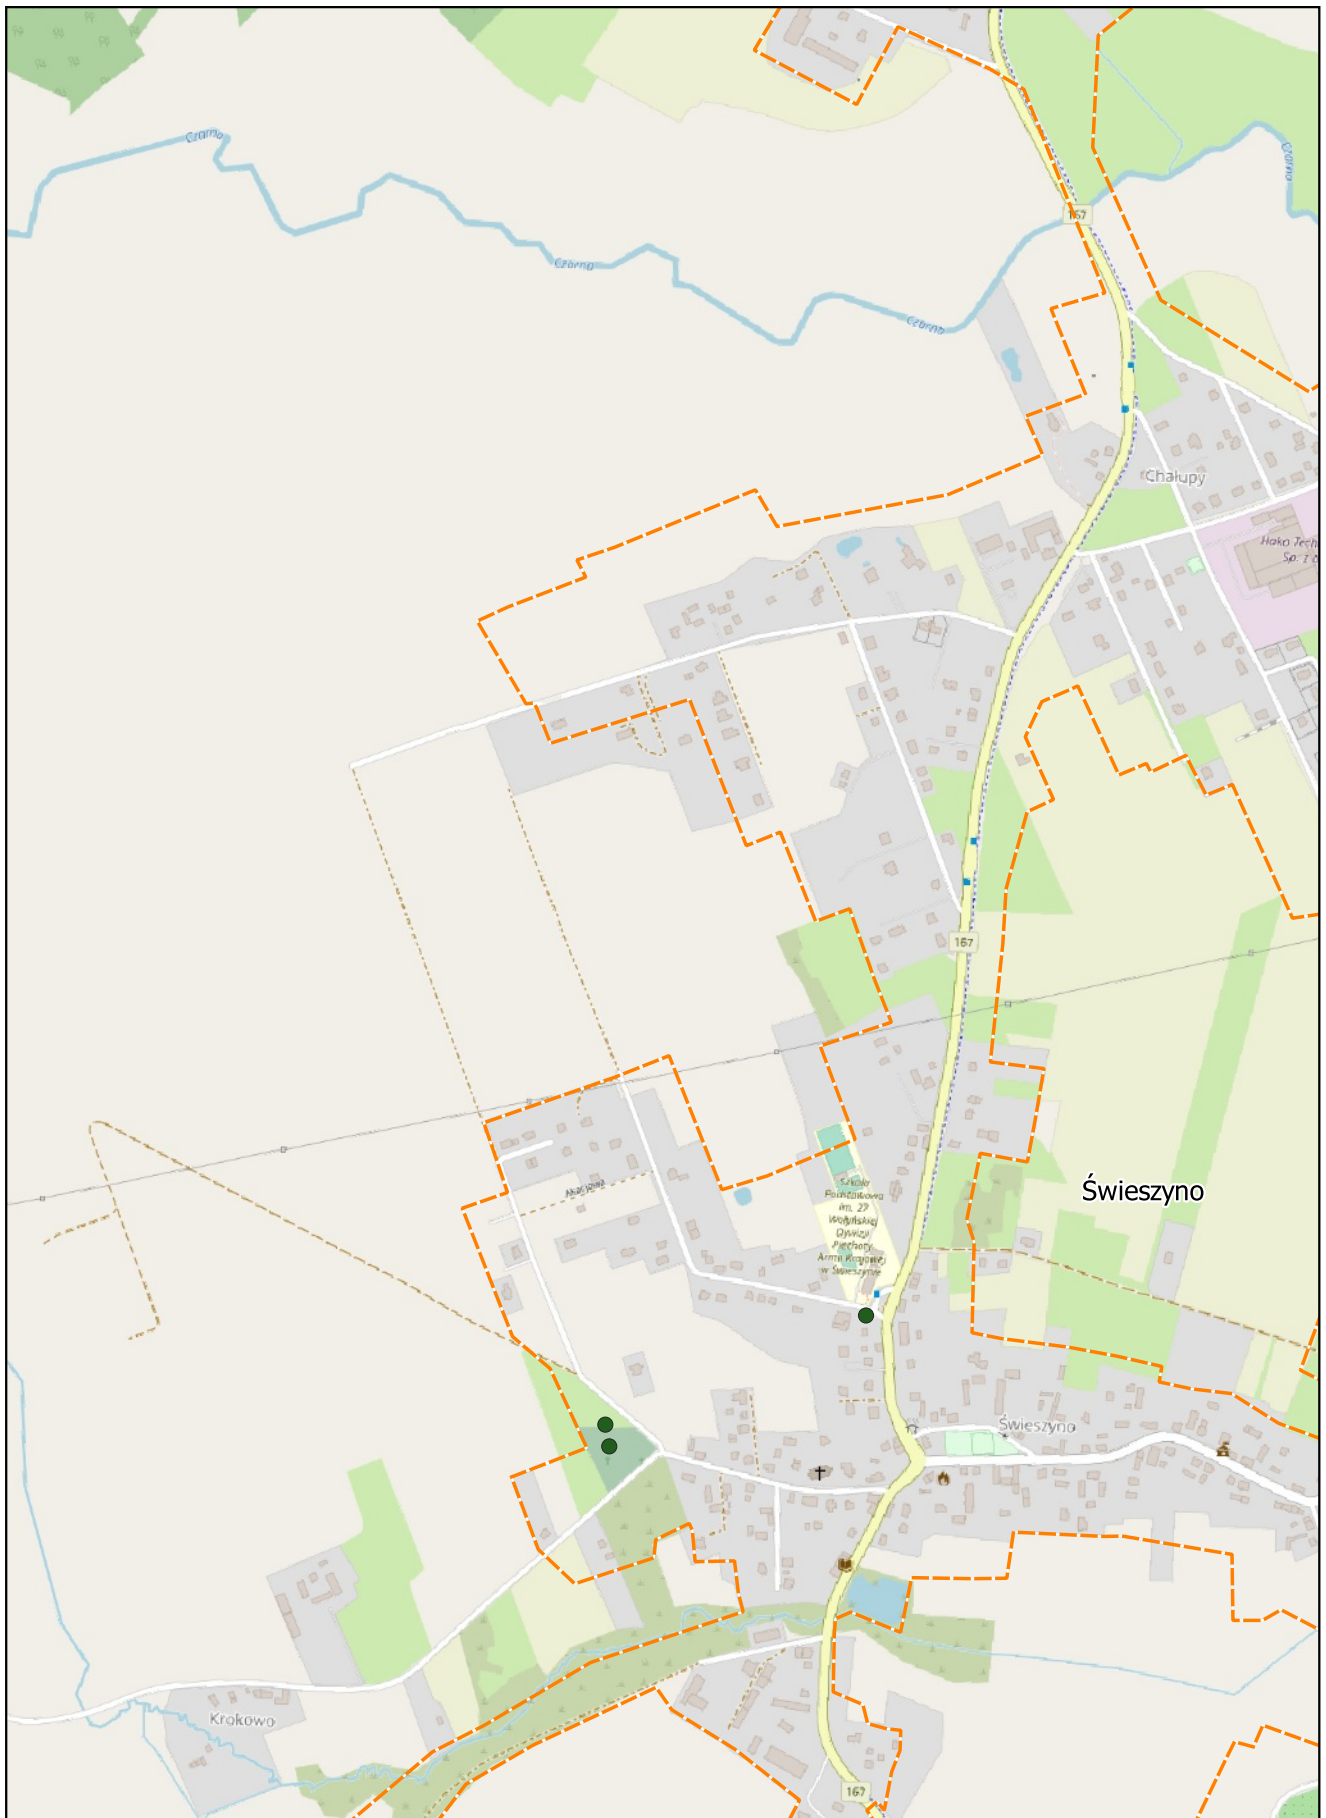 Czarna
Czarna
167
Czarna
Czarna
Chałupy
Hako Tech
Sp. z o
167
Akacjowa
Szkoła
Podstawowa
im. 27
Wołyńskiej
Dywizji
Piechoty
Armii Krajowej
w Świeszynie
Świeszyno
Świeszyno
Krokowo
167